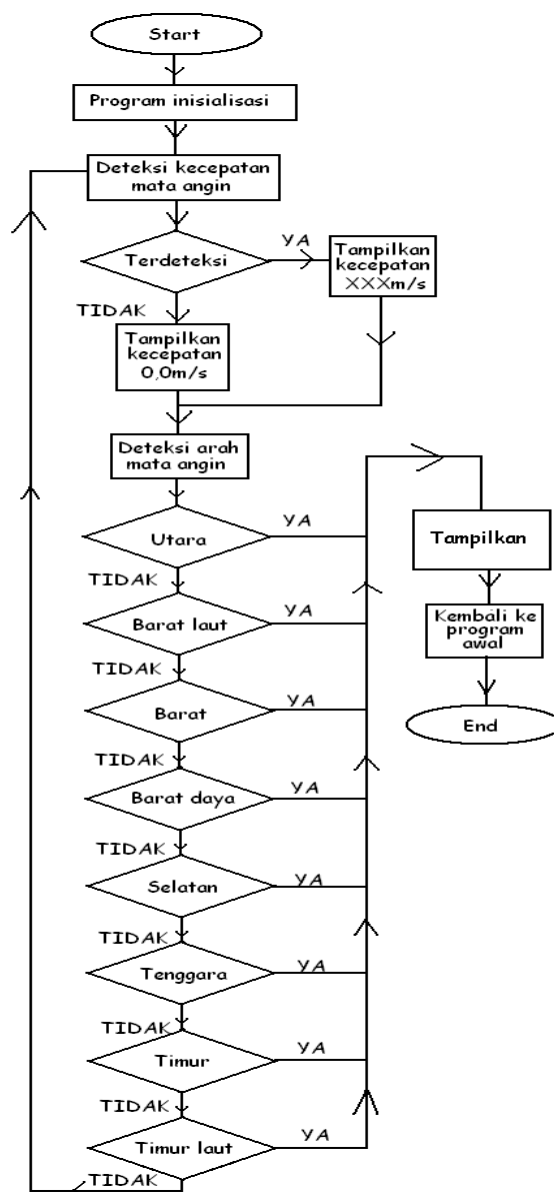 Start
Program inisialisasi
Deteksi kecepatan
mata angin
Terdeteksi
YA
Tampilkan
kecepatan
XXXm/s
TIDAK
Tampilkan
kecepatan
0,0m/s
Deteksi arah
mata angin
Utara
YA
TIDAK
Barat laut
YA
TIDAK
Barat
YA
TIDAK
Barat daya
YA
TIDAK
Selatan
YA
TIDAK
Tenggara
YA
TIDAK
Timur
YA
TIDAK
Timur laut
YA
TIDAK
Tampilkan
Kembali ke
program
awal
End